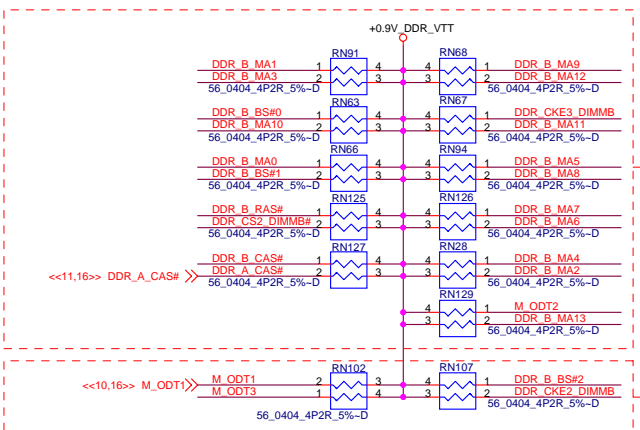 +0.9V_DDR_VTT
RN91 RN68
DDR_B_MA1 1 4 4 1 DDR_B_MA9
DDR_B_MA3 2 3 3 2 DDR_B_MA12
56_0404_4P2R_5%~D 56_0404_4P2R_5%~D
RN63 RN67
DDR_B_BS#0 1 4 4 1 DDR_CKE3_DIMMB
DDR_B_MA10 2 3 3 2 DDR_B_MA11
56_0404_4P2R_5%~D 56_0404_4P2R_5%~D
RN66 RN94
DDR_B_MA0 1 4 4 1 DDR_B_MA5
DDR_B_BS#1 2 3 3 2 DDR_B_MA8
56_0404_4P2R_5%~D 56_0404_4P2R_5%~D
RN125 RN126
DDR_B_RAS# 1 4 4 1 DDR_B_MA7
DDR_CS2_DIMMB# 2 3 3 2 DDR_B_MA6
56_0404_4P2R_5%~D 56_0404_4P2R_5%~D
RN127 RN28
DDR_B_CAS# 1 4 4 1 DDR_B_MA4
<<11,16>> DDR_A_CAS# DDR_A_CAS# 2 3 3 2 DDR_B_MA2
56_0404_4P2R_5%~D 56_0404_4P2R_5%~D
RN129
4 1 M_ODT2
3 2 DDR_B_MA13
56_0404_4P2R_5%~D
RN102 RN107
<<10,16>> M_ODT1 M_ODT1 2 3 4 1 DDR_B_BS#2
M_ODT3 1 4 3 2 DDR_CKE2_DIMMB
56_0404_4P2R_5%~D 56_0404_4P2R_5%~D